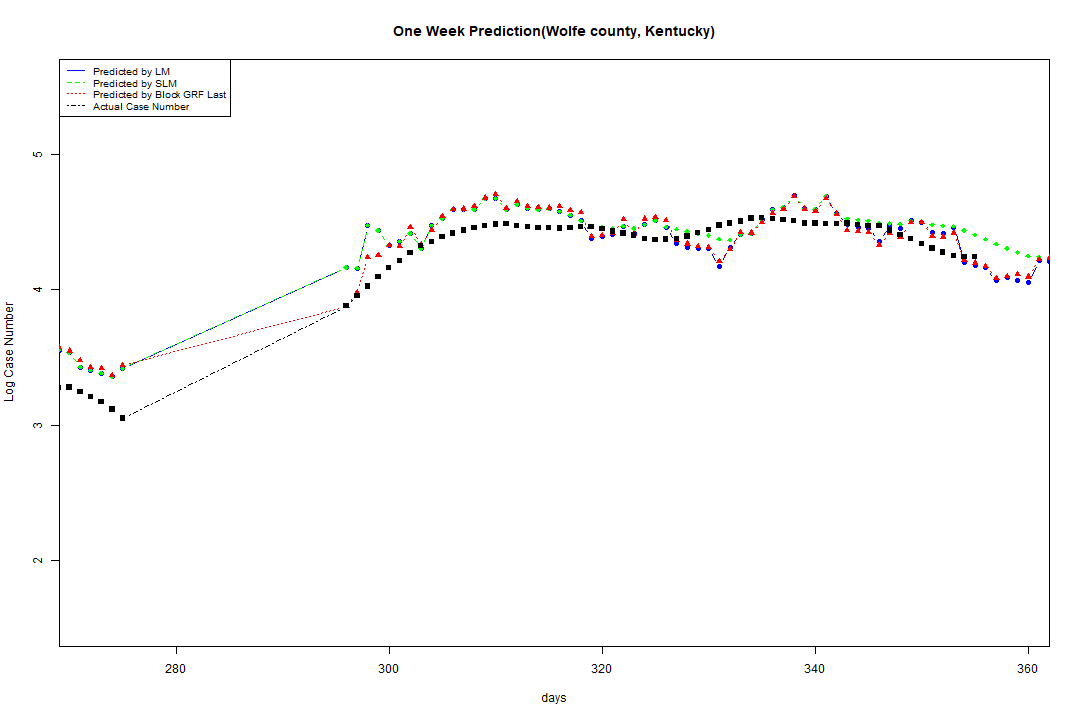 One Week Prediction(Wolfe county, Kentucky)
Predicted by LM
Predicted by SLM
Predicted by Block GRF Last
Actual Case Number
5
4
3
2
Log Case Number
280
300
320
340
360
days